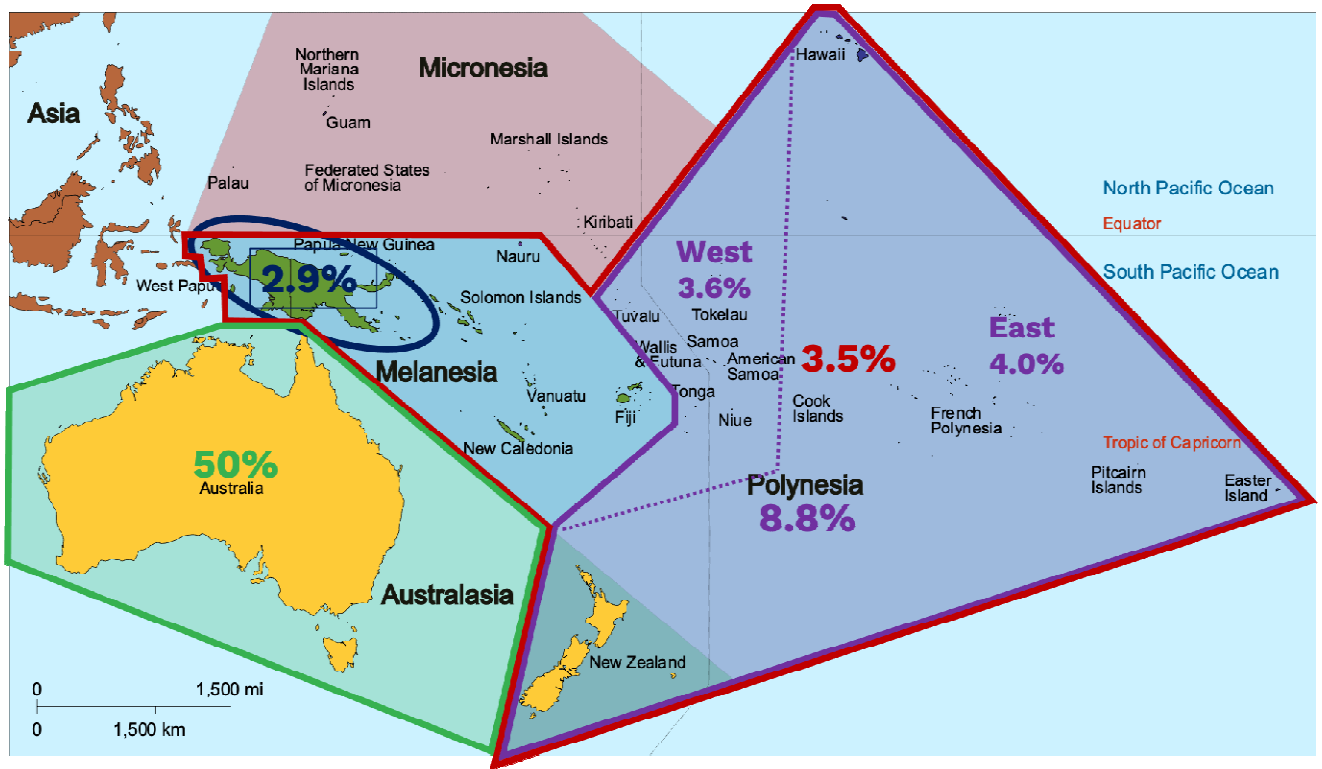 Hawaii
Northern
Mariana
Islands
Micronesia
Asia
Guam
Marshall Islands
Palau
Federated States
of Micronesia
North Pacific Ocean
Kiribati
Equator
Papua New Guinea
Nauru
West
3.6%
South Pacific Ocean
2.9%
West Papu
Solomon Islands
Tuvalu
Tokelau
East
4.0%
Wallis
& Futuna
Samoa
American
Samoa
3.5%
Melanesia
Vanuatu
Tonga
Cook
Islands
Fiji
Niue
French
Polynesia
New Caledonia
Tropic of Capricorn
50%
Australia
Polynesia
8.8%
Pitcairn
Islands
Easter
Island
Australasia
New Zealand
0 1,500 mi
0 1,500 km